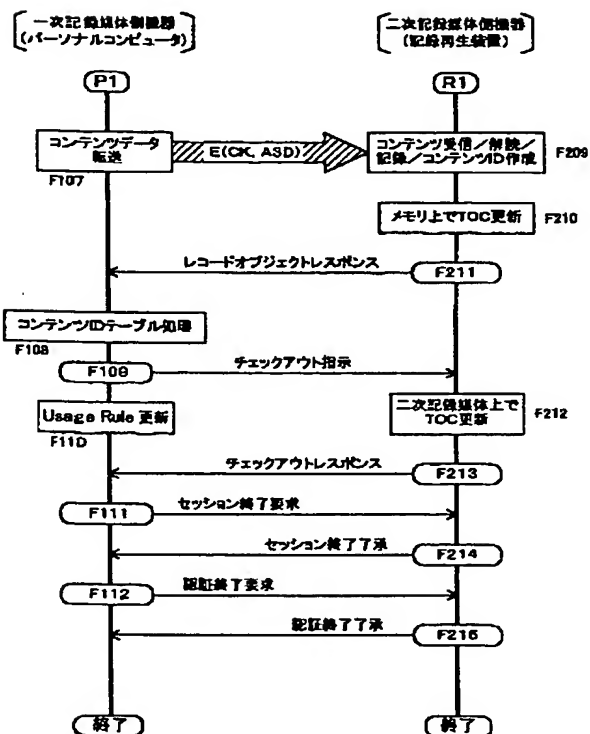 一次記録媒体側機器
(パーソナルコンピュータ)
二次記録媒体側機器
(記録再生装置)
P1
R1
コンテンツデータ
転送
F107
E(CK, ASD)
コンテンツ受信/解読/
記録/コンテンツID作成
F209
メモリ上でTOC更新
F210
レコードオブジェクトレスポンス
F211
コンテンツIDテーブル処理
F108
F109
チェックアウト指示
Usage Rule 更新
F110
二次記録媒体上で
TOC更新
F212
チェックアウトレスポンス
F213
F111
セッション終了要求
セッション終了了承
F214
F112
認証終了要求
認証終了了承
F215
終了
終了